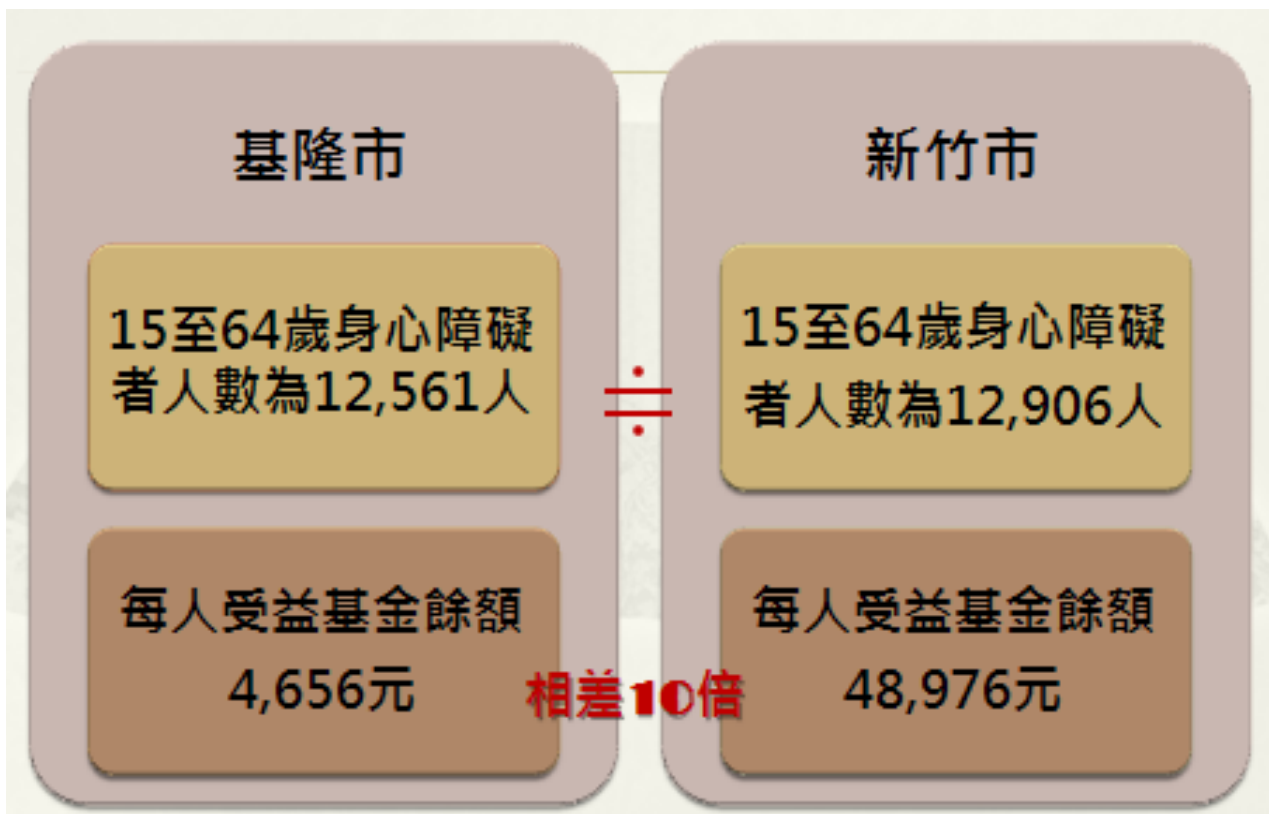 基隆市
15至64歲身心障礙
者人數為12,561人
每人受益基金餘額
4,656元
≒
相差10倍
新竹市
15至64歲身心障礙
者人數為12,906人
每人受益基金餘額
48,976元